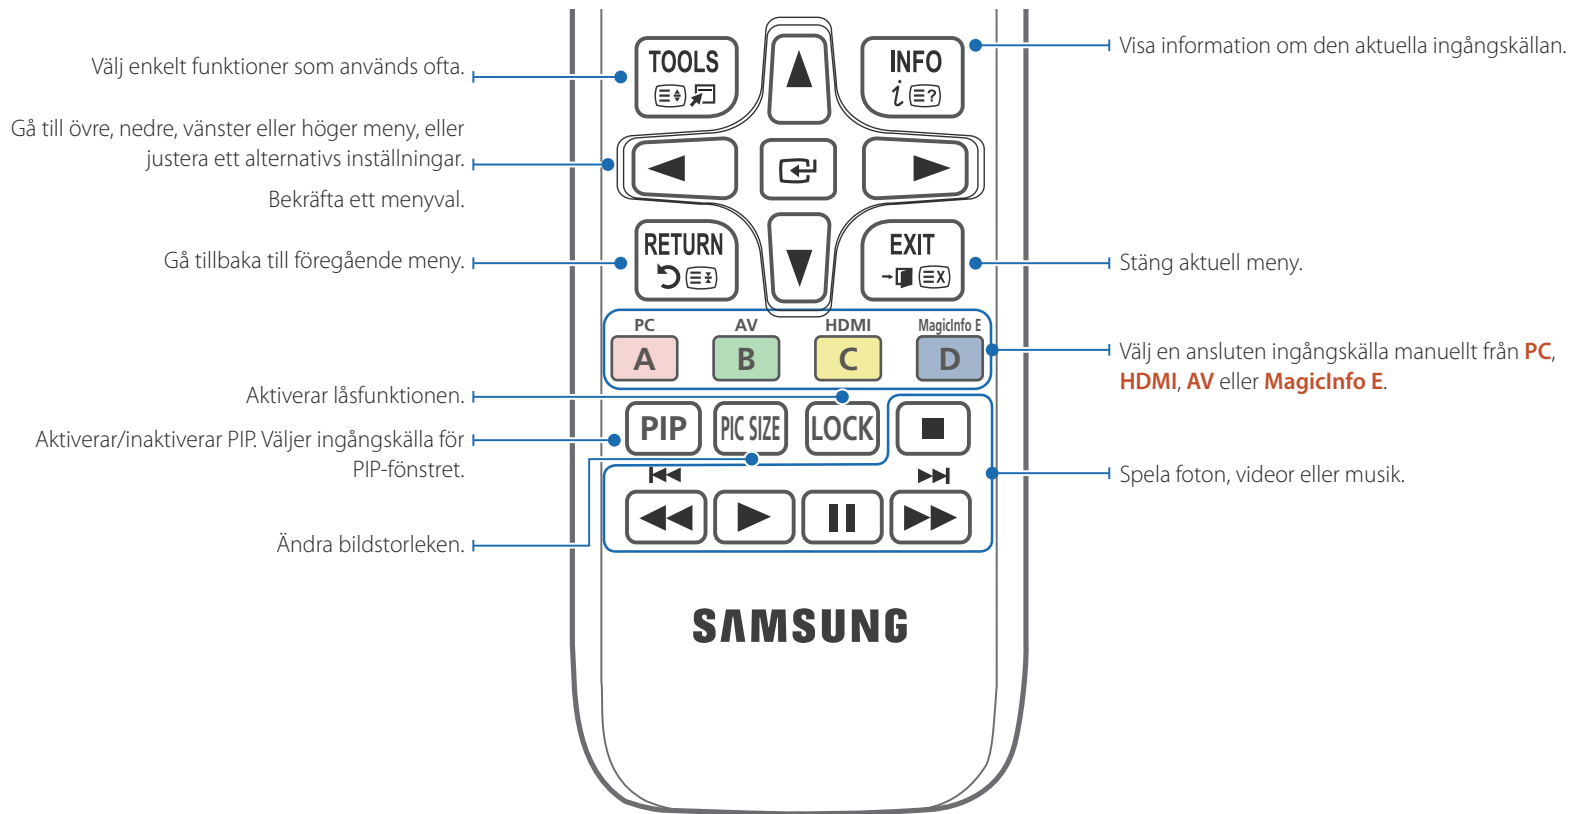 TOOLS
INFO
Välj enkelt funktioner som används ofta.
Visa information om den aktuella ingångskällan.
Gå till övre, nedre, vänster eller höger meny, eller
justera ett alternativs inställningar.
Bekräfta ett menyval.
RETURN
EXIT
Gå tillbaka till föregående meny.
Stäng aktuell meny.
PC
AV
HDMI
MagicInfo E
A
B
C
D
Välj en ansluten ingångskälla manuellt från PC,
HDMI, AV eller MagicInfo E.
Aktiverar låsfunktionen.
PIP
PIC SIZE
LOCK
Aktiverar/inaktiverar PIP. Väljer ingångskälla för
PIP-fönstret.
Spela foton, videor eller musik.
Ändra bildstorleken.
SAMSUNG